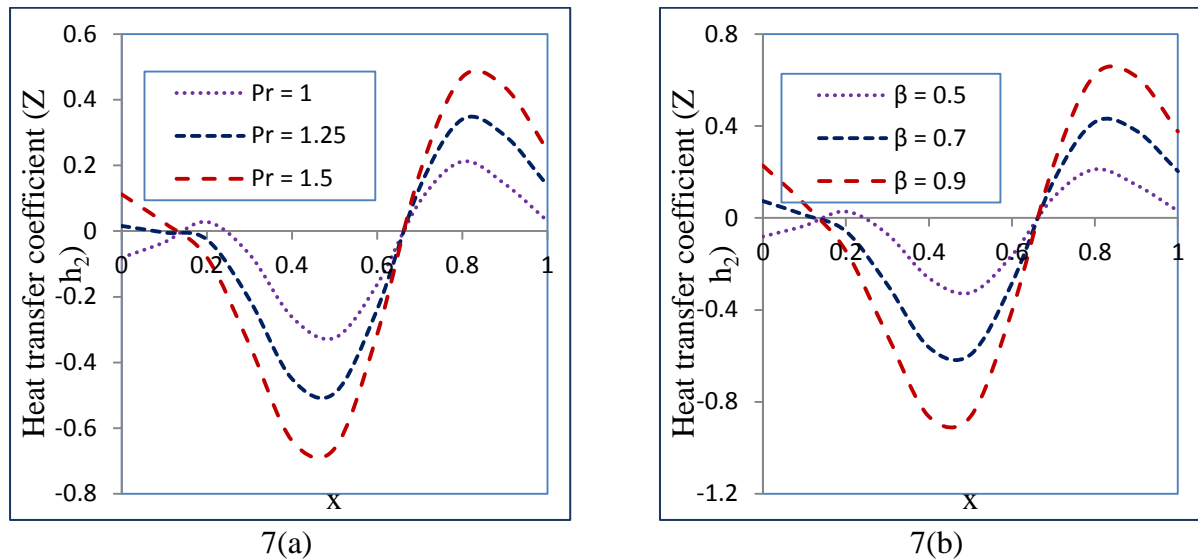 Heat transfer coefficient (Z
h2)
0.6
0.4
0.2
0
-0.2
-0.4
-0.6
-0.8
0
0.2
0.4
0.6
0.8
1
Pr = 1
Pr = 1.25
Pr = 1.5
x
7(a)
Heat transfer coefficient (Z
h2)
0.8
0.4
0
-0.4
-0.8
-1.2
0
0.2
0.4
0.6
0.8
1
β = 0.5
β = 0.7
β = 0.9
x
7(b)